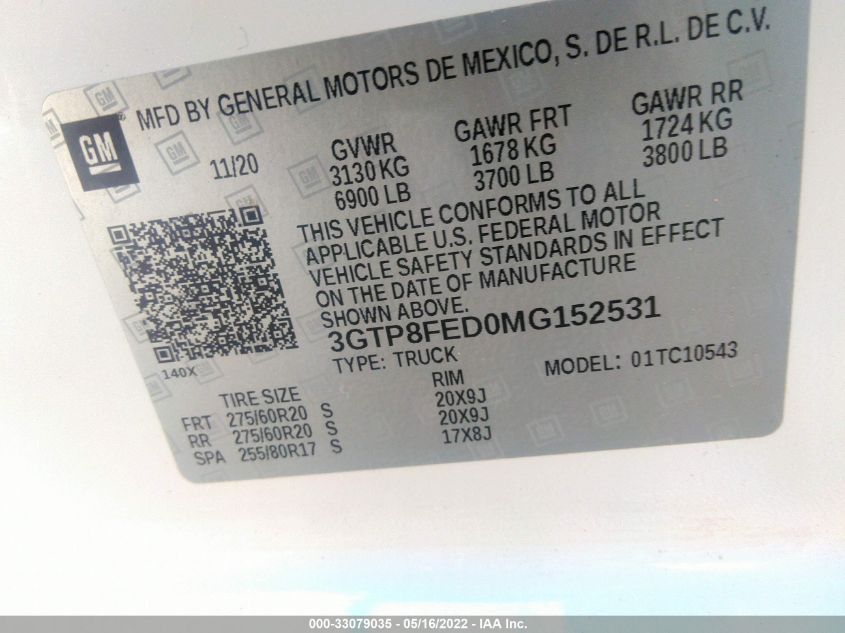 MFD BY GENERAL MOTORS DE MEXICO, S. DE R.L. DE C.V.
GM ®
11/20
GVWR GAWR FRT GAWR RR
3130 KG 1678 KG 1724 KG
6900 LB 3700 LB 3800 LB
THIS VEHICLE CONFORMS TO ALL
APPLICABLE U.S. FEDERAL MOTOR
VEHICLE SAFETY STANDARDS IN EFFECT
ON THE DATE OF MANUFACTURE
SHOWN ABOVE.
3GTP8FED0MG152531
140X
TYPE: TRUCK MODEL: 01TC10543
TIRE SIZE RIM
FRT 275/60R20 S 20X9J
RR 275/60R20 S 20X9J
SPA 255/80R17 S 17X8J
000-33079035 - 05/16/2022 - IAA Inc.